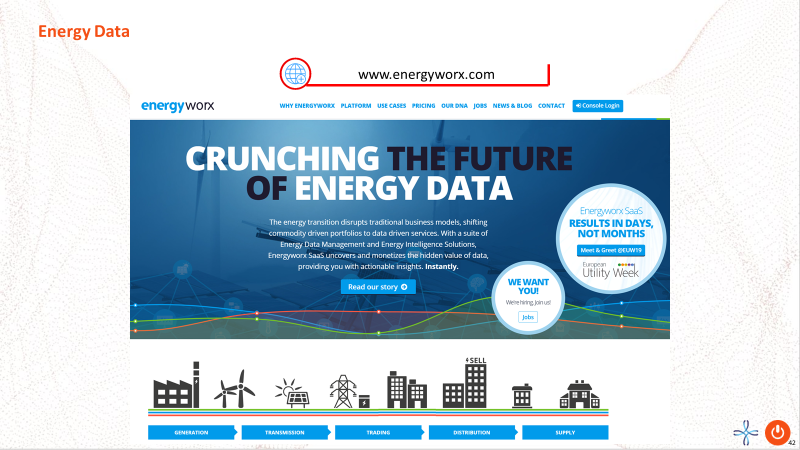 Energy Data
www.energyworx.com
energyworx
WHY ENERGYWORX PLATFORM USE CASES PRICING OUR DNA JOBS NEWS & BLOG CONTACT Console Login
CRUNCHING THE FUTURE
OF ENERGY DATA
The energy transition disrupts traditional business models, shifting
commodity driven portfolios to data driven services. With a suite of
Energy Data Management and Energy Intelligence Solutions,
Energyworx SaaS uncovers and monetizes the hidden value of data,
providing you with actionable insights. Instantly.
Read our story
Energyworx SaaS
RESULTS IN DAYS,
NOT MONTHS
Meet & Greet @EUW19
European
Utility Week
WE WANT
YOU!
We're hiring. Join us!
Jobs
SELL
GENERATION TRANSMISSION TRADING DISTRIBUTION SUPPLY
42